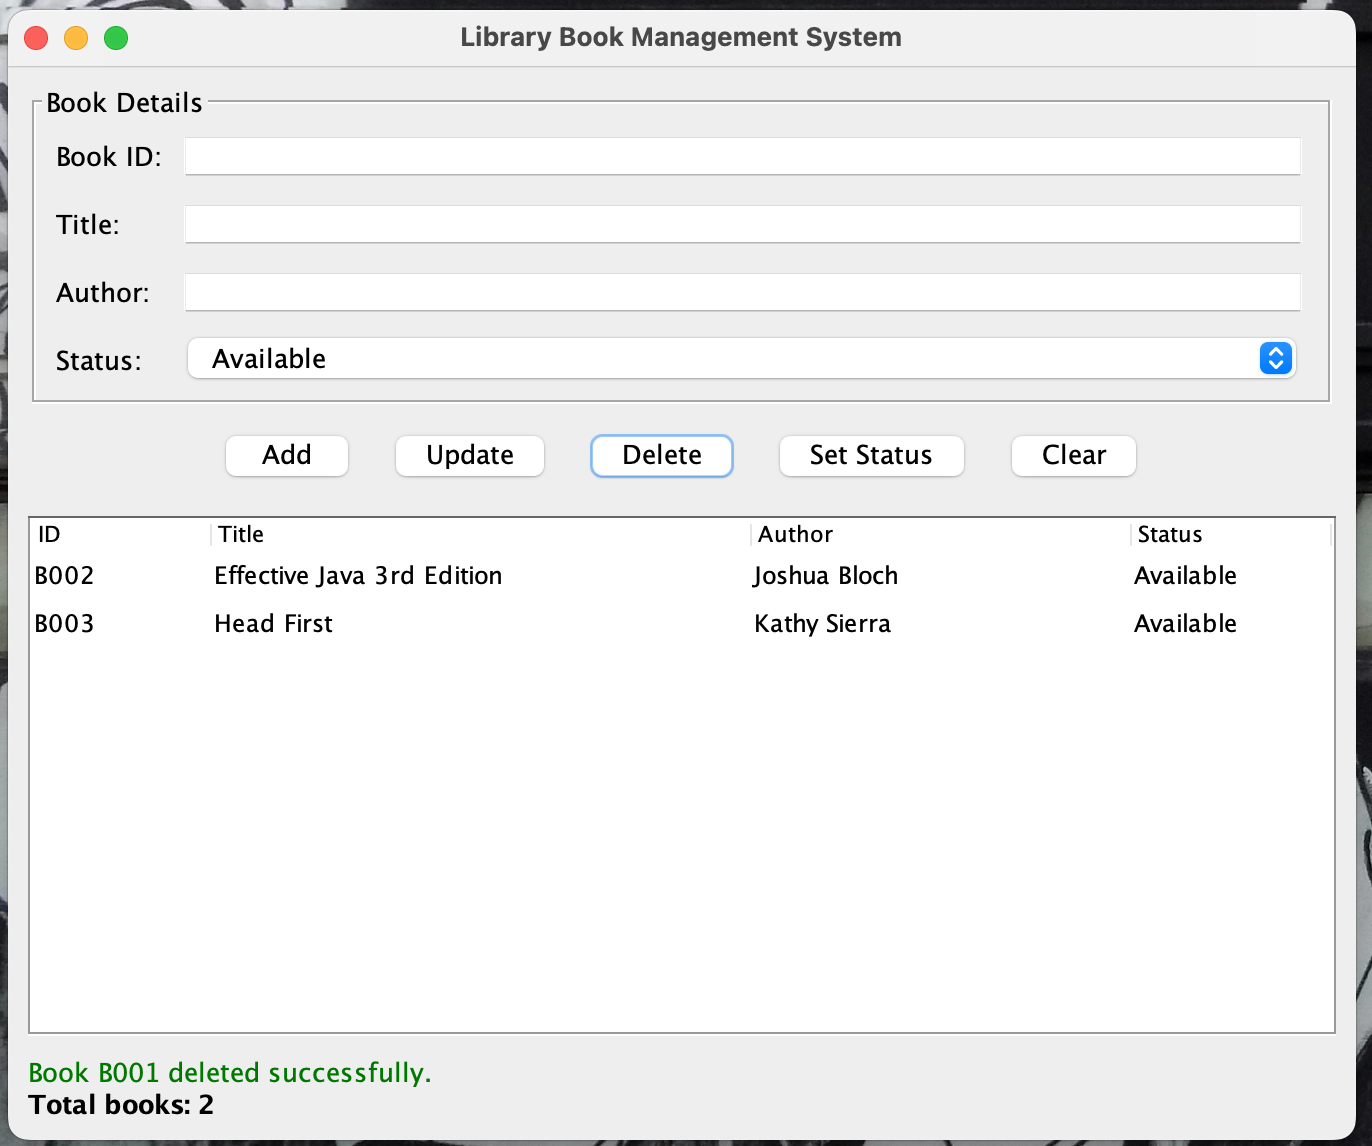 Library Book Management System
Book Details
Book ID:
Title:
Author:
Status: Available
Add Update Delete Set Status Clear
ID Title Author Status
B002 Effective Java 3rd Edition Joshua Bloch Available
B003 Head First Kathy Sierra Available
Book B001 deleted successfully.
Total books: 2